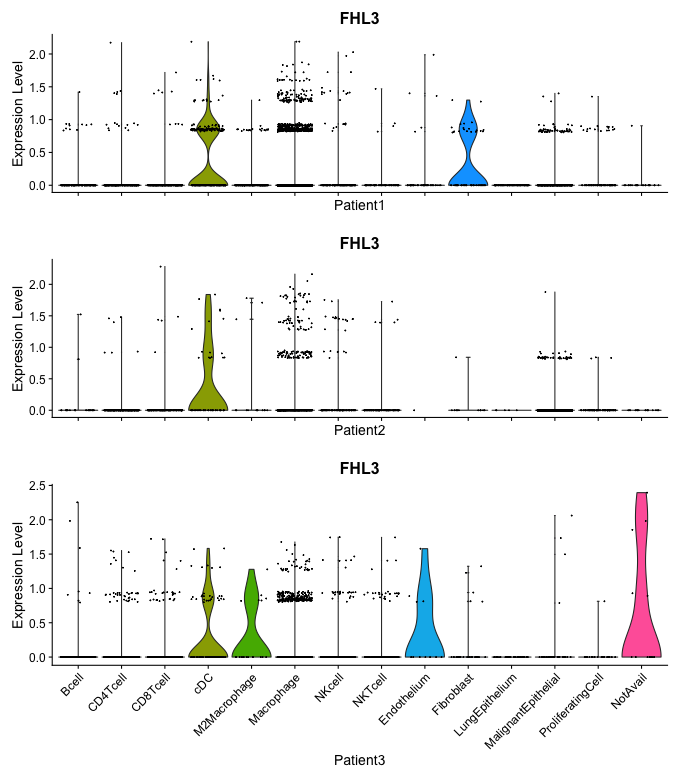 FHL3
Expression Level
2.0
1.5
1.0
0.5
0.0
Patient1
FHL3
Expression Level
2.0
1.5
1.0
0.5
0.0
Patient2
FHL3
Expression Level
2.5
2.0
1.5
1.0
0.5
0.0
Bcell
CD4Tcell
CD8Tcell
cDC
M2Macrophage
Macrophage
NKcell
NKTcell
Endothelium
Fibroblast
LungEpithelium
MalignantEpithelial
ProliferatingCell
NotAvail
Patient3